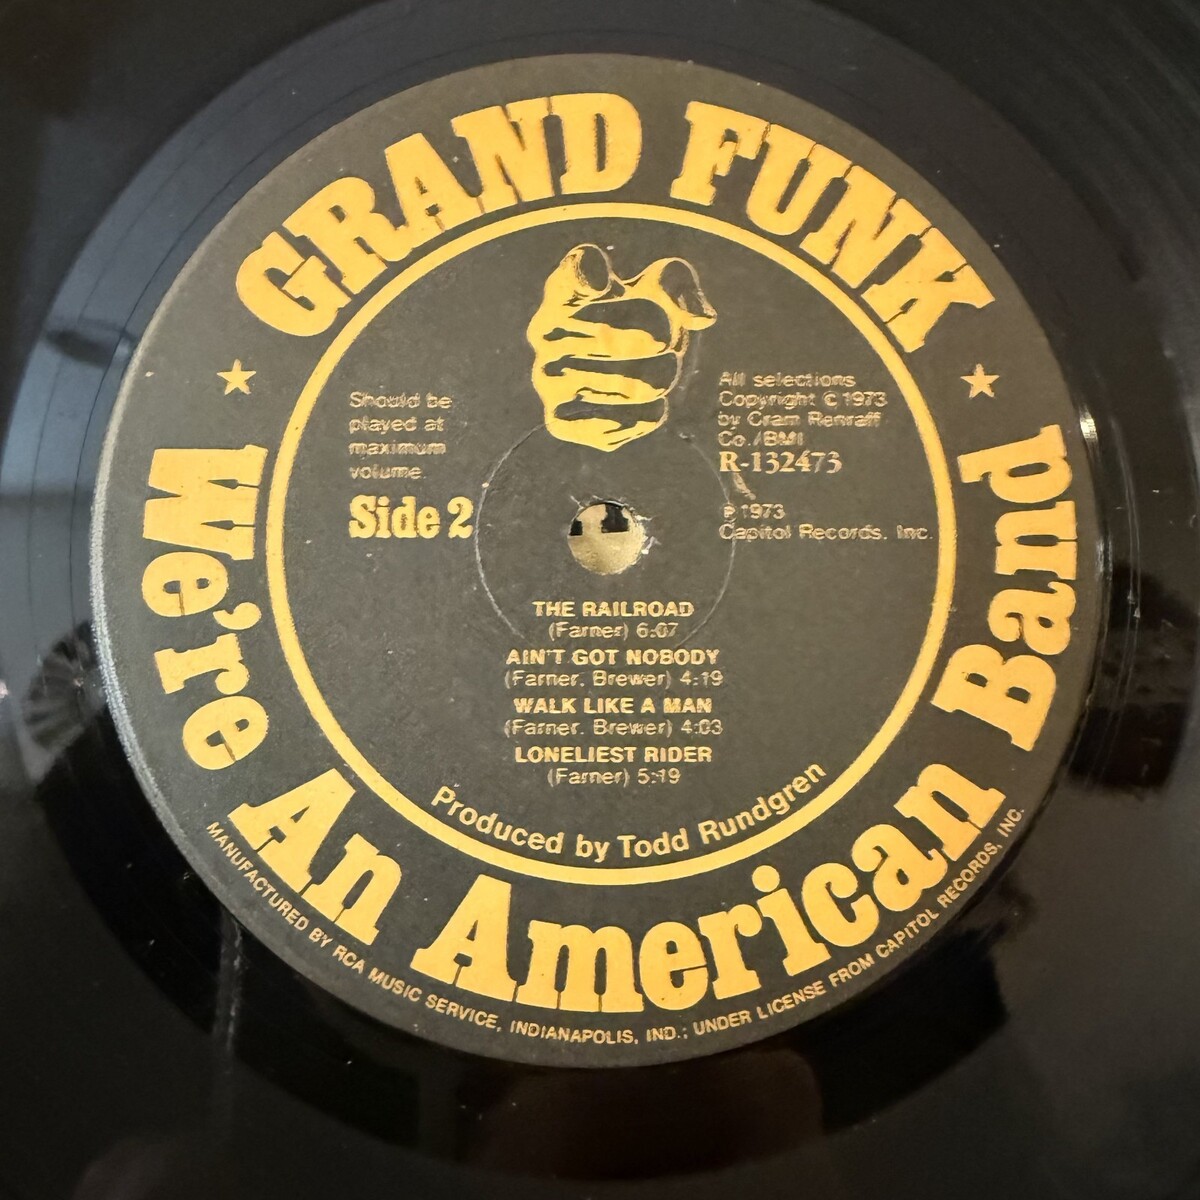 GRAND FUNK
Should be
played at
maximum
volume.
Side 2
All selections
Copyright © 1973
by Cram Renraff
Co./BMI
R-132473
℗ 1973
Capitol Records, Inc.
THE RAILROAD
(Farner) 6:07
AIN'T GOT NOBODY
(Farner, Brewer) 4:19
WALK LIKE A MAN
(Farner, Brewer) 4:03
LONELIEST RIDER
(Farner) 5:19
Produced by Todd Rundgren
We're An American Band
MANUFACTURED BY RCA MUSIC SERVICE, INDIANAPOLIS, IND.; UNDER LICENSE FROM CAPITOL RECORDS, INC.